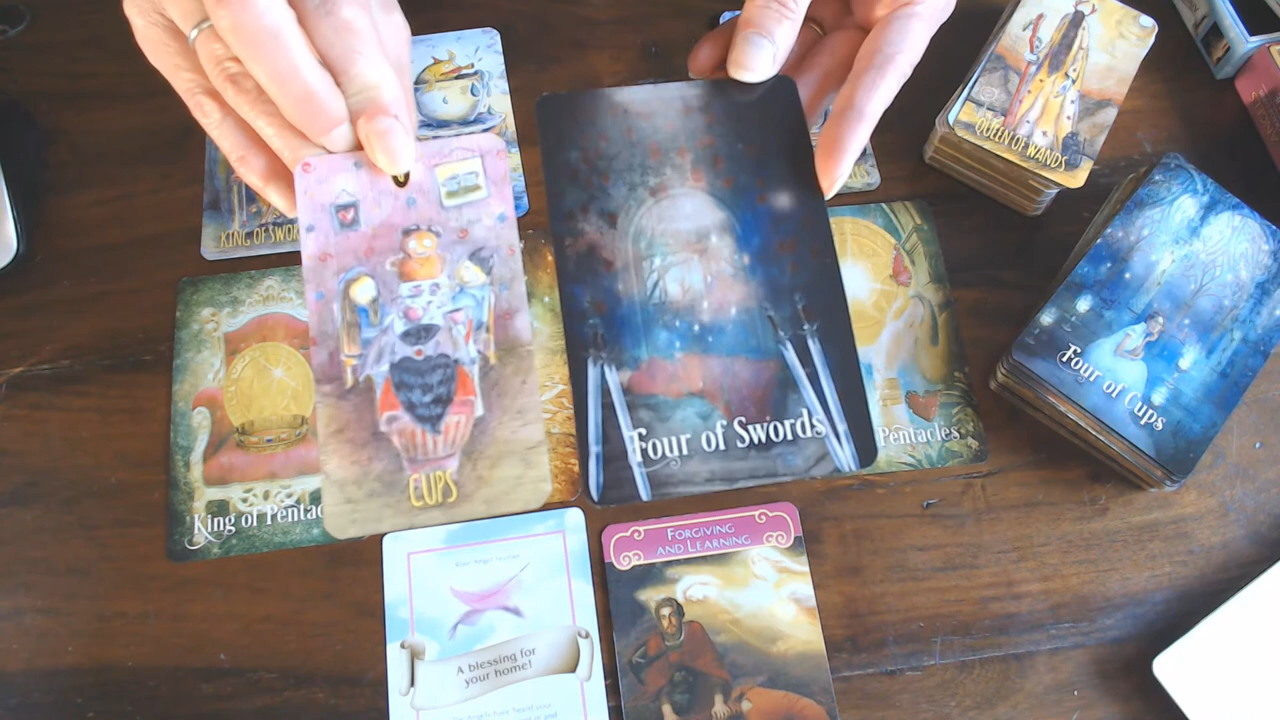 KING OF SWOR
QUEEN OF WANDS
King of Pentac
CUPS
Four of Swords
Pentacles
Four of Cups
A blessing for
your home!
FORGIVING
AND LEARNING